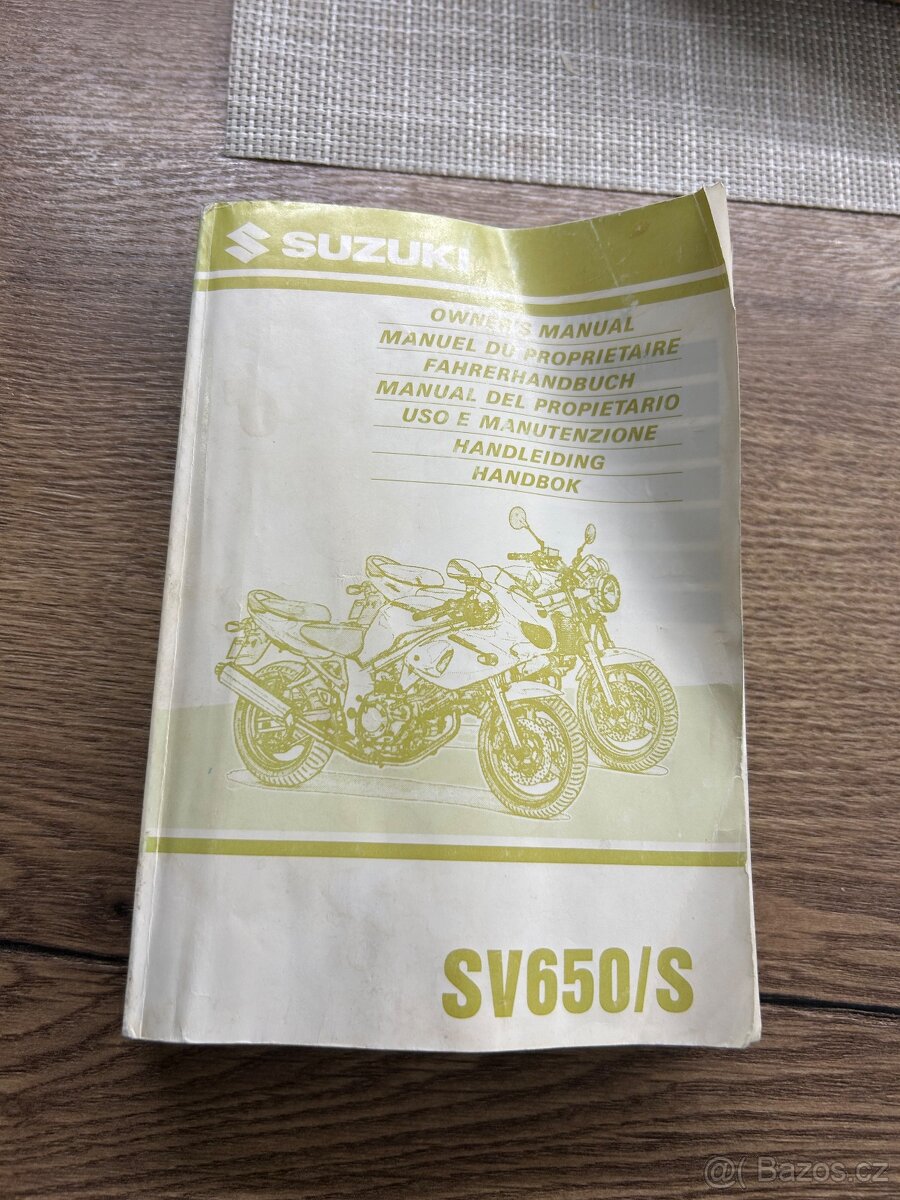 SUZUKI
OWNER'S MANUAL
MANUEL DU PROPRIETAIRE
FAHRERHANDBUCH
MANUAL DEL PROPIETARIO
USO E MANUTENZIONE
HANDLEIDING
HANDBOK
SV650/S
@( Bazos.cz